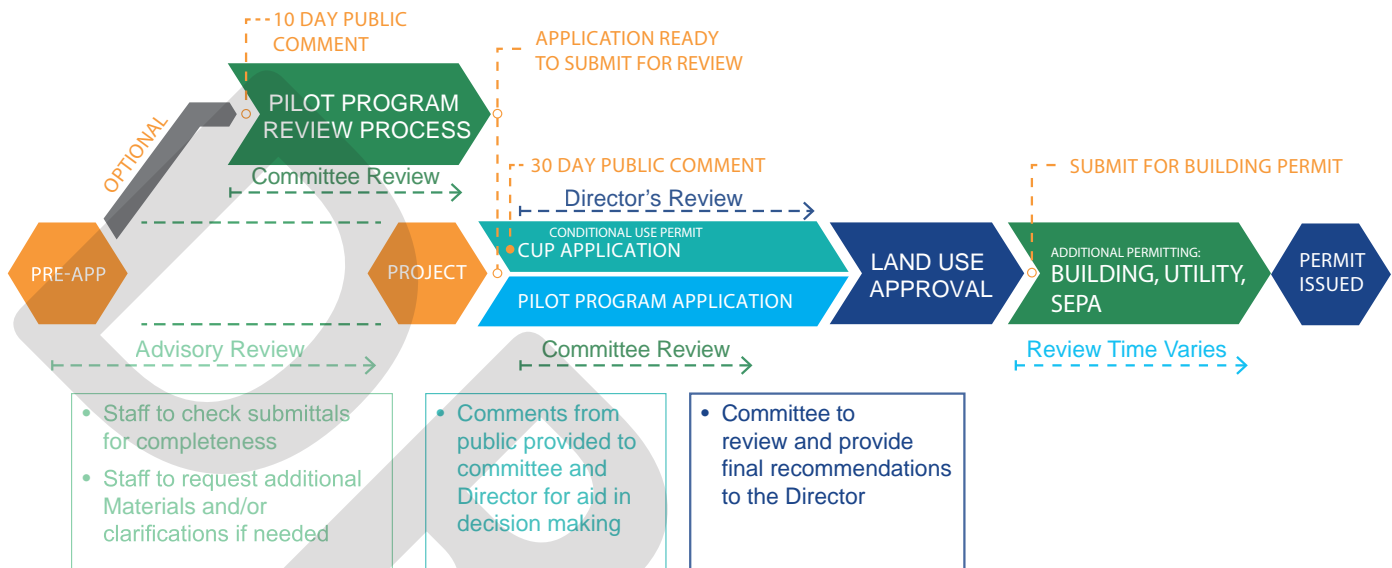 10 DAY PUBLIC
COMMENT
APPLICATION READY
TO SUBMIT FOR REVIEW
PILOT PROGRAM
REVIEW PROCESS
OPTIONAL
Committee Review
30 DAY PUBLIC COMMENT
SUBMIT FOR BUILDING PERMIT
Director's Review
PRE-APP
PROJECT
CONDITIONAL USE PERMIT
CUP APPLICATION
PILOT PROGRAM APPLICATION
LAND USE
APPROVAL
ADDITIONAL PERMITTING:
BUILDING, UTILITY,
SEPA
PERMIT
ISSUED
Advisory Review
Committee Review
Review Time Varies
• Staff to check submittals
for completeness
• Staff to request additional
Materials and/or
clarifications if needed
• Comments from
public provided to
committee and
Director for aid in
decision making
• Committee to
review and provide
final recommendations
to the Director